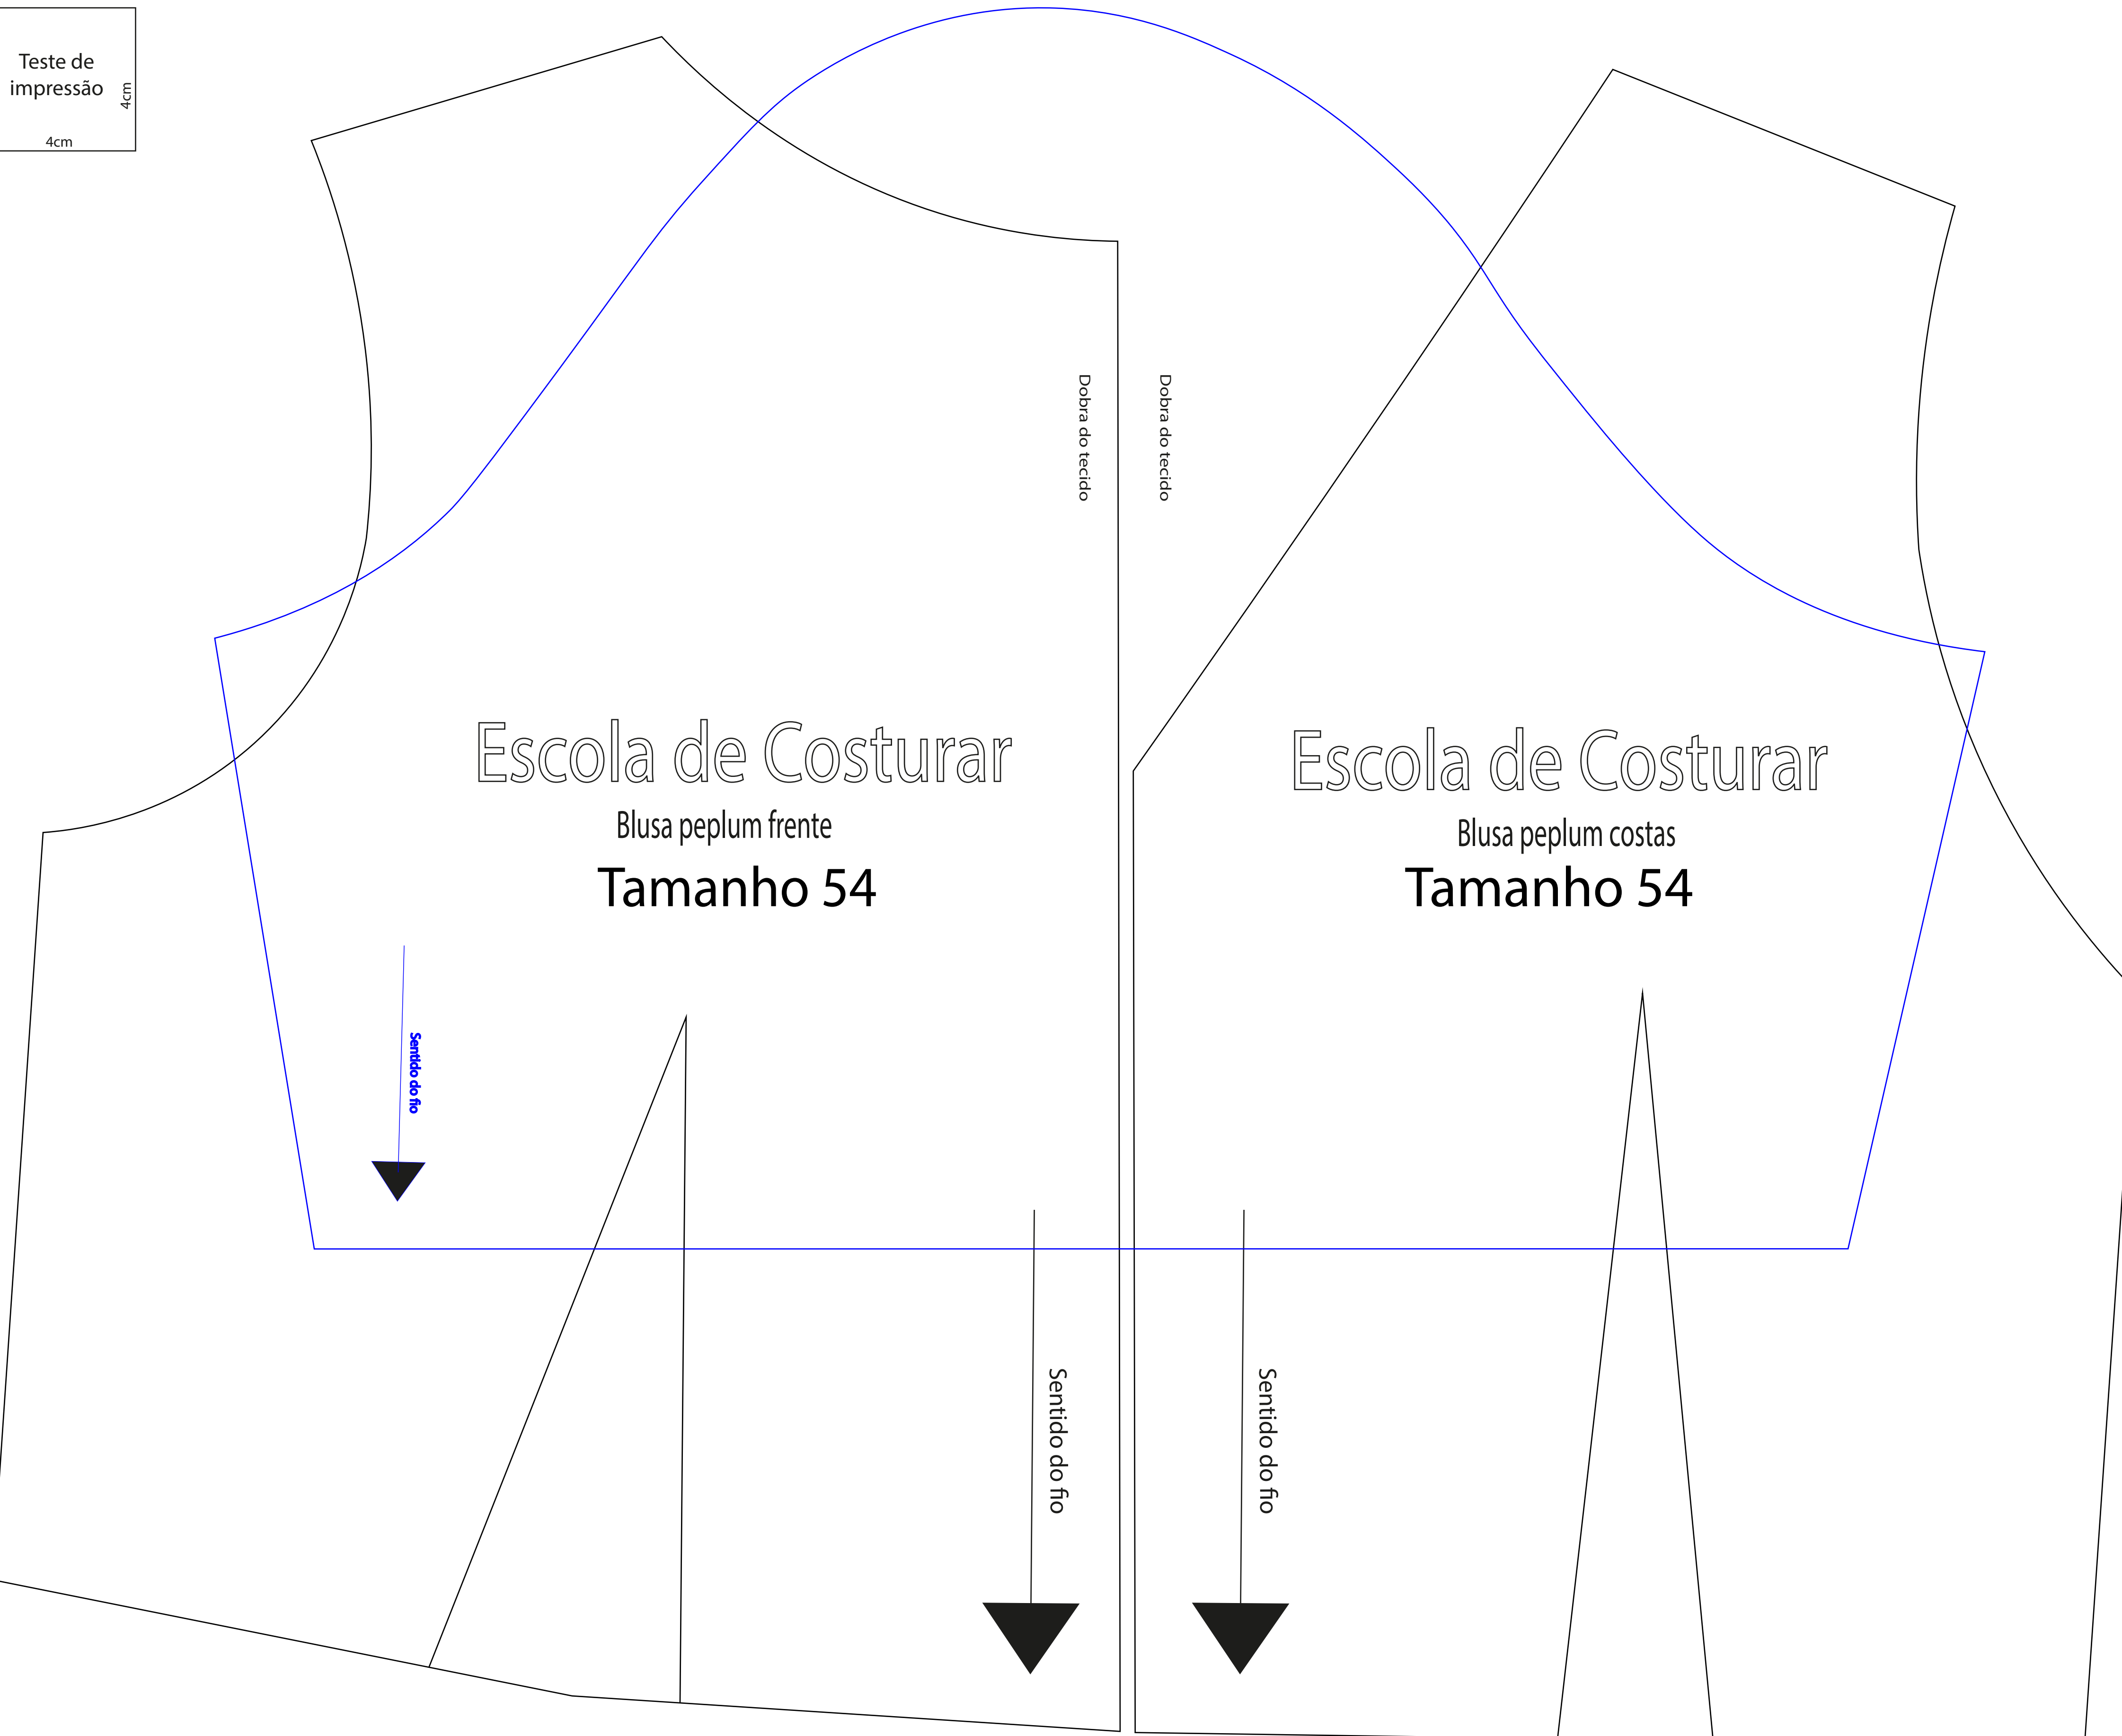 Teste de
impressão
4cm
4cm
Dobra do tecido
Dobra do tecido
Escola de Costurar
Blusa peplum frente
Tamanho 54
Escola de Costurar
Blusa peplum costas
Tamanho 54
Sentido do fio
Sentido do fio
Sentido do fio